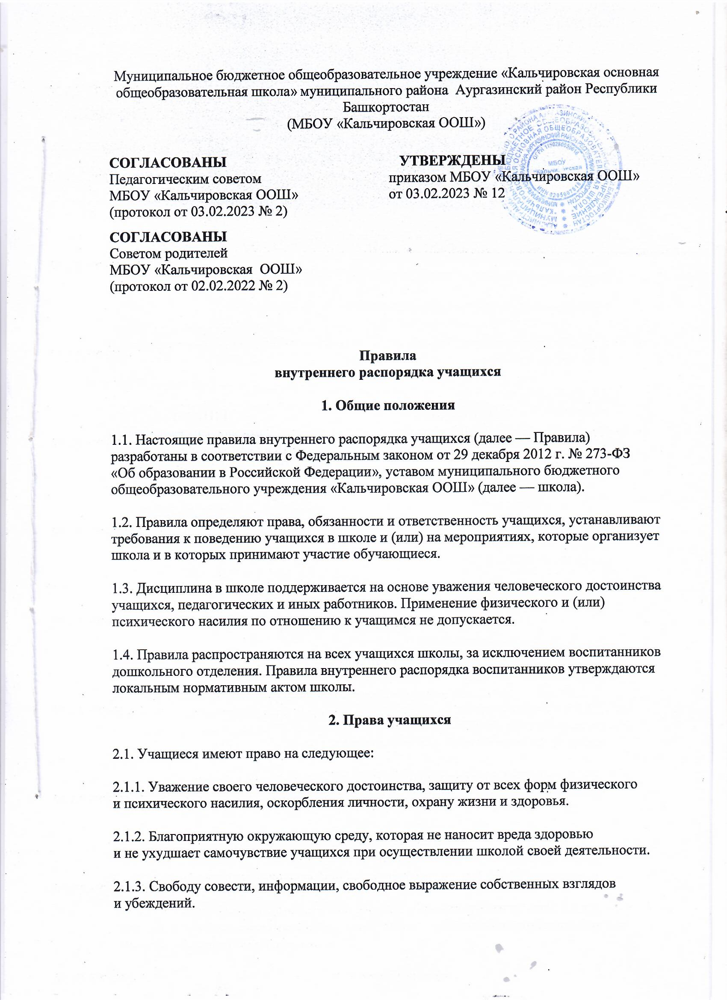 Муниципальное бюджетное общеобразовательное учреждение «Кальчировская основная
общеобразовательная школа» муниципального района Аургазинский район Республики
Башкортостан
(МБОУ «Кальчировская ООШ»)
СОГЛАСОВАНЫ
Педагогическим советом
МБОУ «Кальчировская ООШ»
(протокол от 03.02.2023 № 2)
УТВЕРЖДЕНЫ
приказом МБОУ «Кальчировская ООШ»
от 03.02.2023 № 12
МБОУ
СОГЛАСОВАНЫ
Советом родителей
МБОУ «Кальчировская ООШ»
(протокол от 02.02.2022 № 2)
Правила
внутреннего распорядка учащихся
1. Общие положения
1.1. Настоящие правила внутреннего распорядка учащихся (далее — Правила)
разработаны в соответствии с Федеральным законом от 29 декабря 2012 г. № 273-ФЗ
«Об образовании в Российской Федерации», уставом муниципального бюджетного
общеобразовательного учреждения «Кальчировская ООШ» (далее — школа).
1.2. Правила определяют права, обязанности и ответственность учащихся, устанавливают
требования к поведению учащихся в школе и (или) на мероприятиях, которые организует
школа и в которых принимают участие обучающиеся.
1.3. Дисциплина в школе поддерживается на основе уважения человеческого достоинства
учащихся, педагогических и иных работников. Применение физического и (или)
психического насилия по отношению к учащимся не допускается.
1.4. Правила распространяются на всех учащихся школы, за исключением воспитанников
дошкольного отделения. Правила внутреннего распорядка воспитанников утверждаются
локальным нормативным актом школы.
2. Права учащихся
2.1. Учащиеся имеют право на следующее:
2.1.1. Уважение своего человеческого достоинства, защиту от всех форм физического
и психического насилия, оскорбления личности, охрану жизни и здоровья.
2.1.2. Благоприятную окружающую среду, которая не наносит вреда здоровью
и не ухудшает самочувствие учащихся при осуществлении школой своей деятельности.
2.1.3. Свободу совести, информации, свободное выражение собственных взглядов
и убеждений.